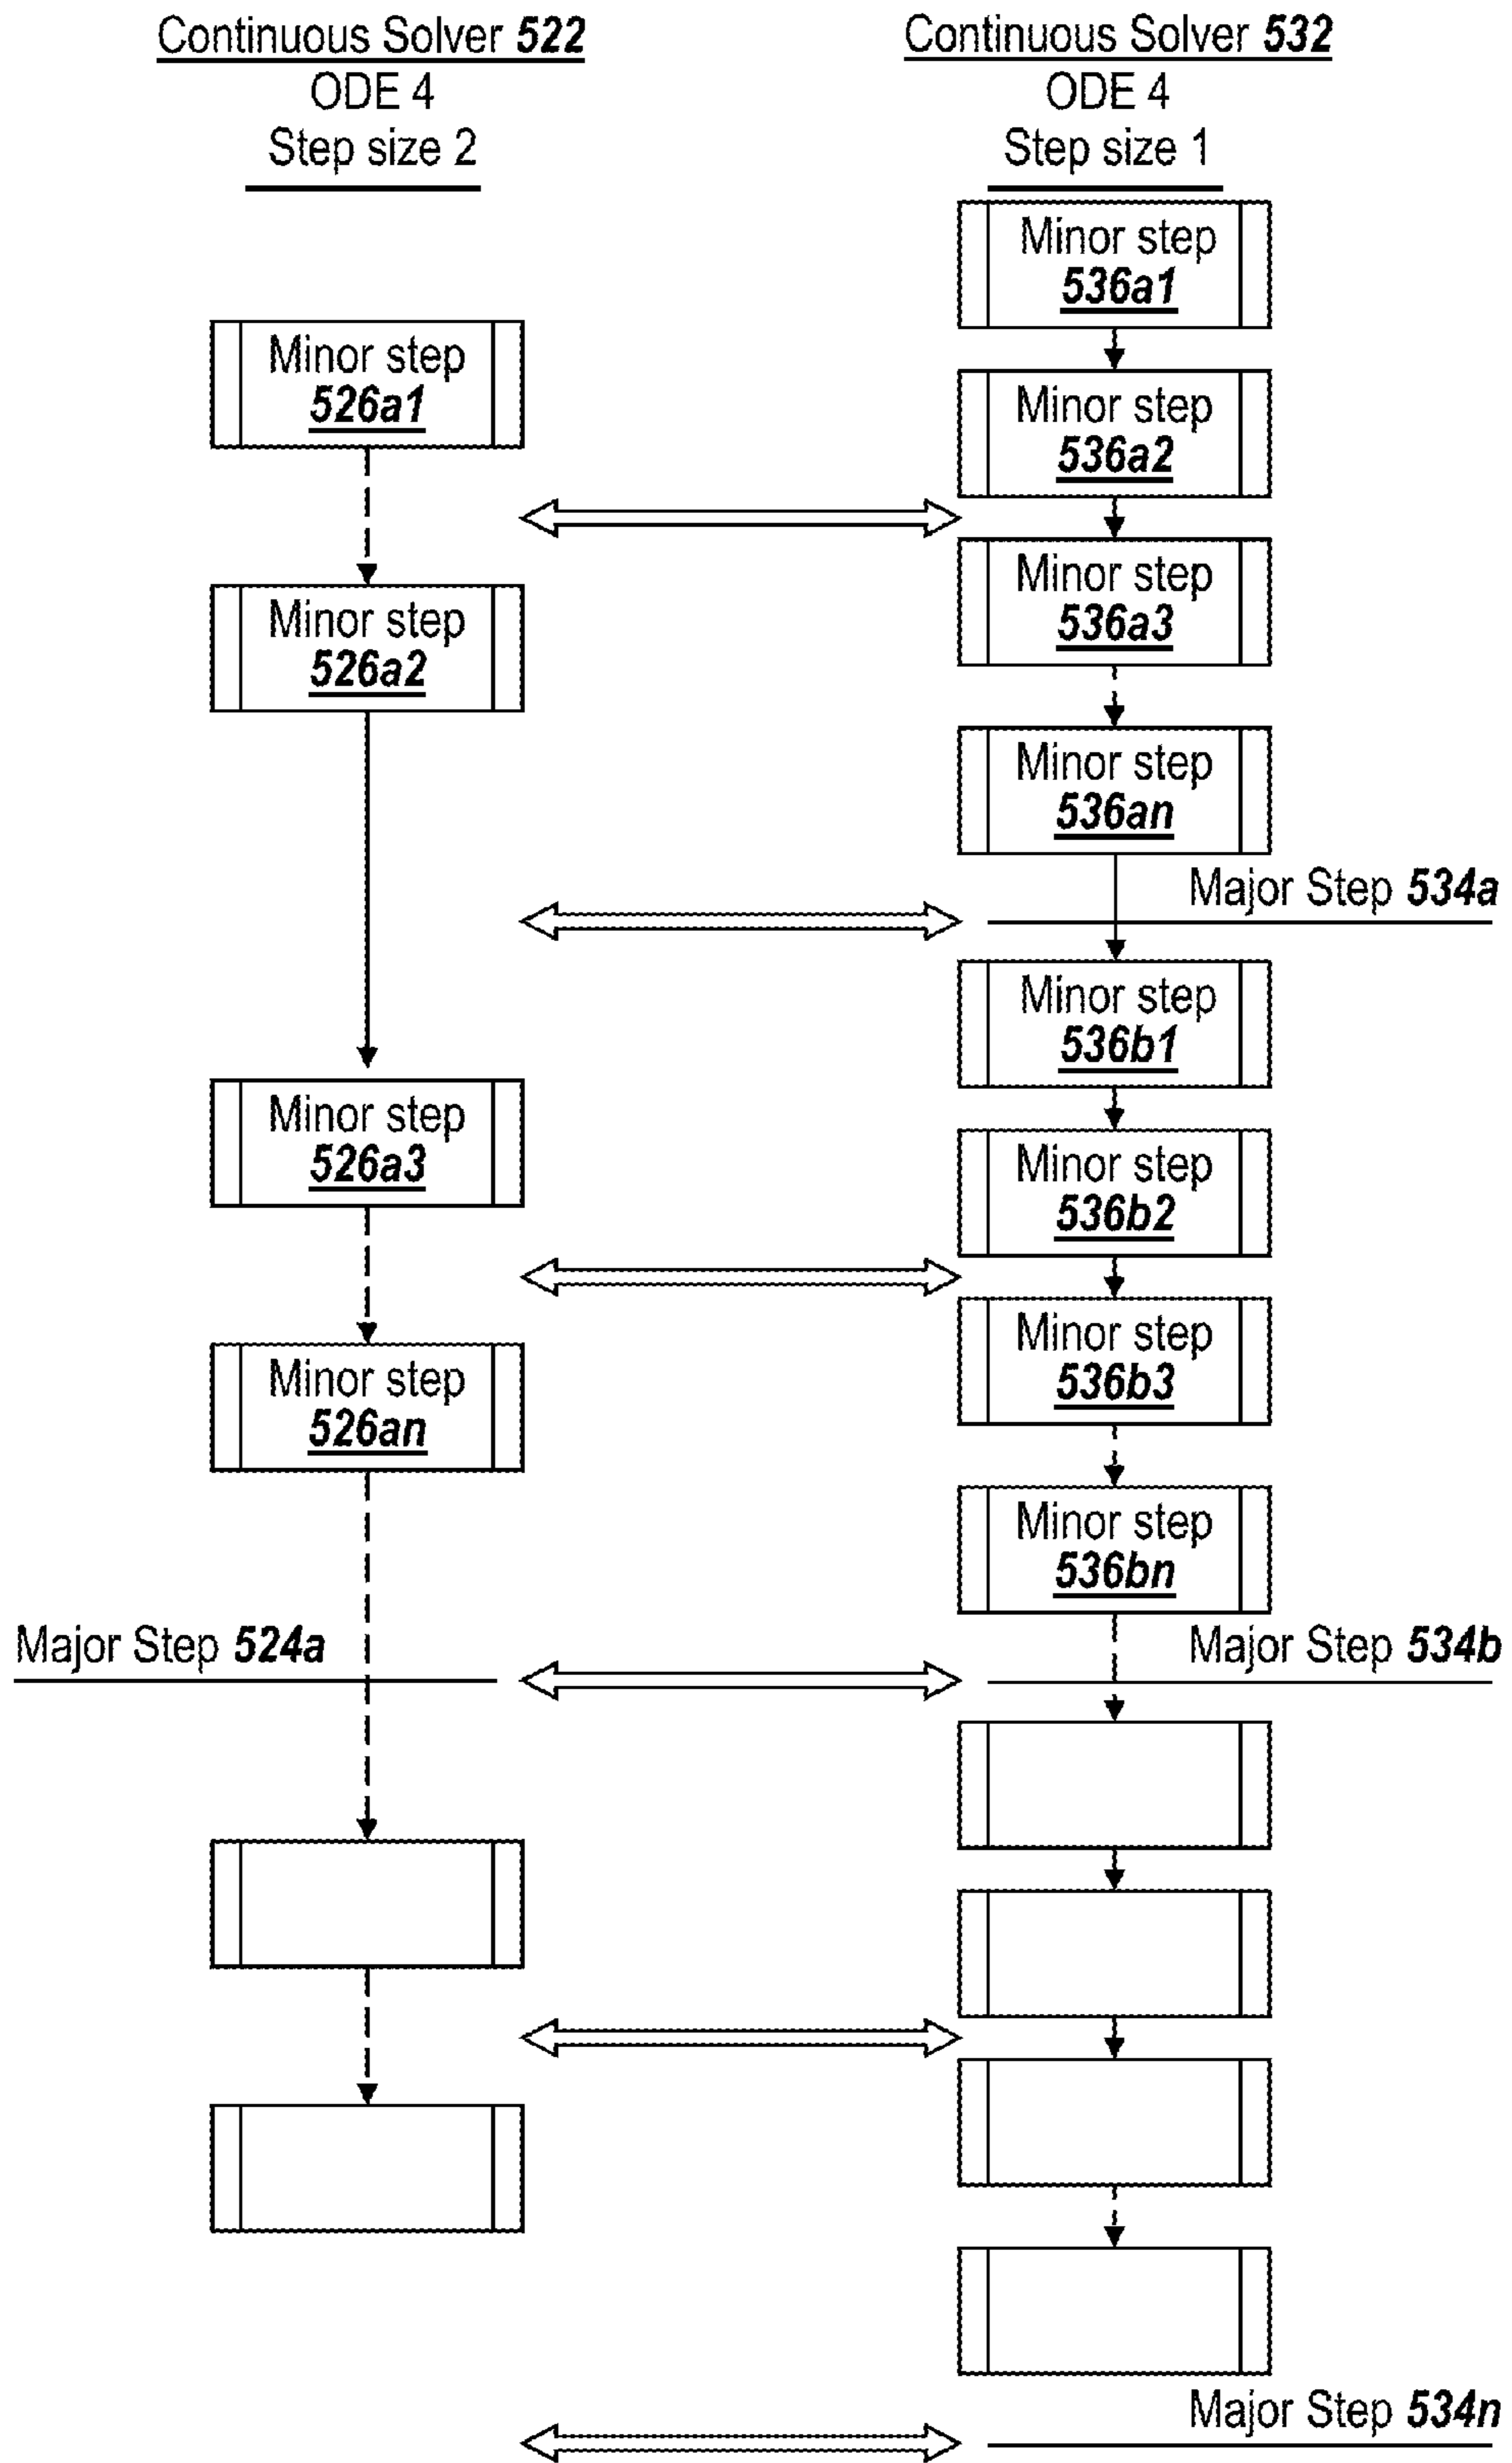 Continuous Solver 522
ODE 4
Step size 2
Continuous Solver 532
ODE 4
Step size 1
Minor step
536a1
Minor step
526a1
Minor step
536a2
Minor step
536a3
Minor step
526a2
Minor step
536an
Major Step 534a
Minor step
536b1
Minor step
526a3
Minor step
536b2
Minor step
536b3
Minor step
526an
Minor step
536bn
Major Step 524a
Major Step 534b
Major Step 534n